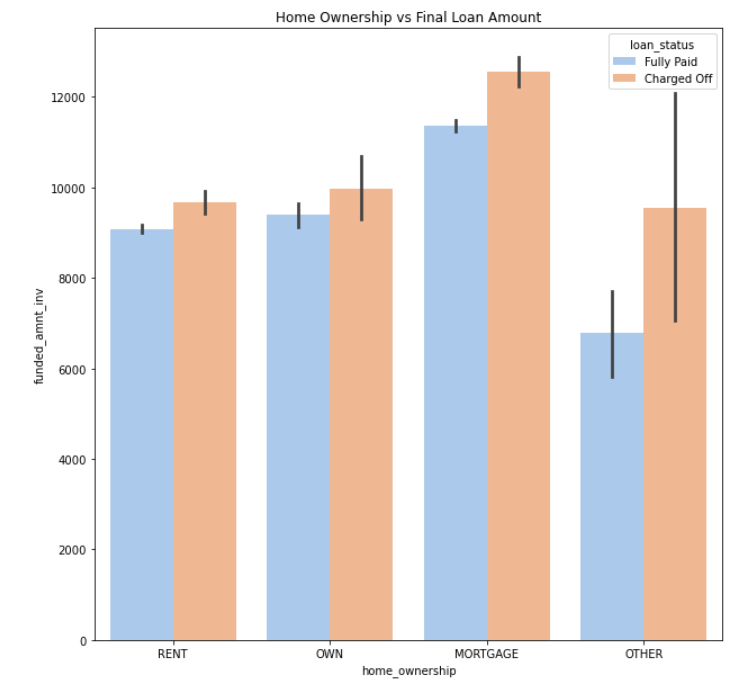 Home Ownership vs Final Loan Amount
loan_status
Fully Paid
Charged Off
funded_amnt_inv
12000
10000
8000
6000
4000
2000
0
RENT OWN MORTGAGE OTHER
home_ownership